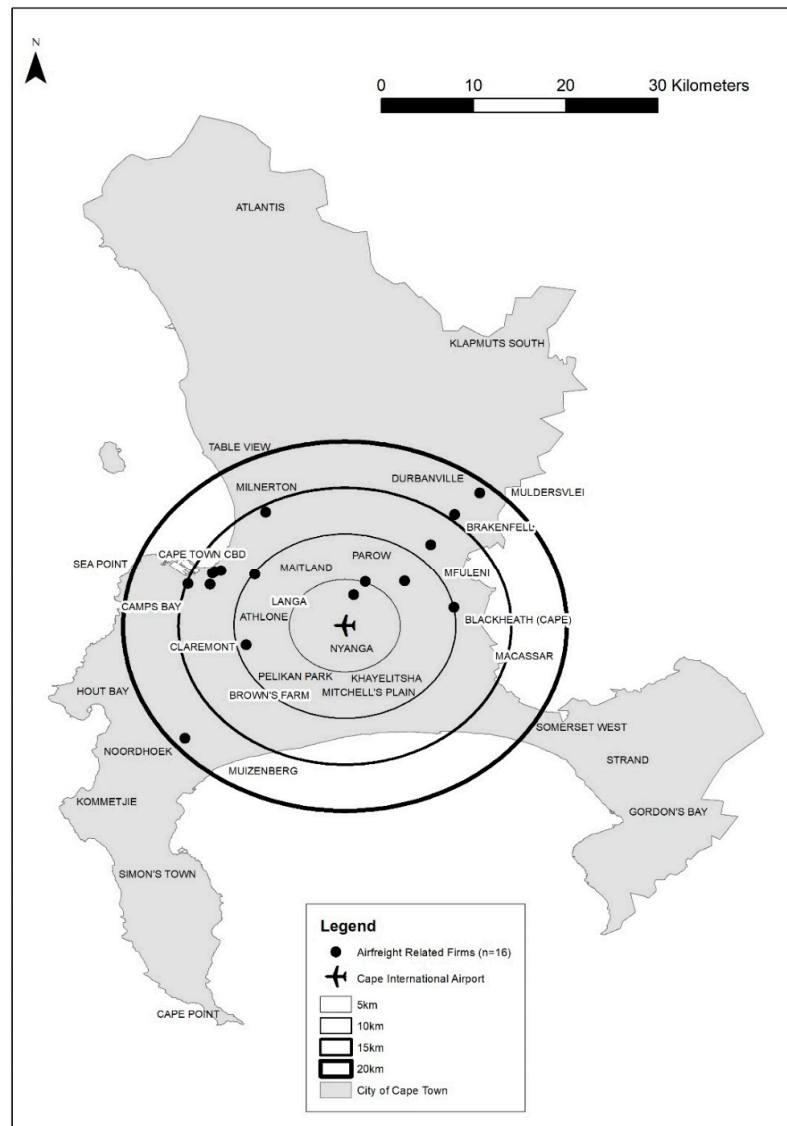 N
0 10 20 30 Kilometers
ATLANTIS
KLAPMUTS SOUTH
TABLE VIEW
DURBANVILLE
MILNERTON
MULDERSVLEI
BRAKENFELL
CAPE TOWN CBD
PAROW
SEA POINT
MAITLAND
MFULENI
LANGA
CAMPS BAY
ATHLONE
BLACKHEATH (CAPE)
CLAREMONT
NYANGA
MACASSAR
PELIKAN PARK
KHAYELITSHA
HOUT BAY
BROWN'S FARM
MITCHELL'S PLAIN
SOMERSET WEST
NOORDHOEK
STRAND
MUIZENBERG
KOMMETJIE
GORDON'S BAY
SIMON'S TOWN
CAPE POINT
Legend
Airfreight Related Firms (n=16)
Cape International Airport
5km
10km
15km
20km
City of Cape Town